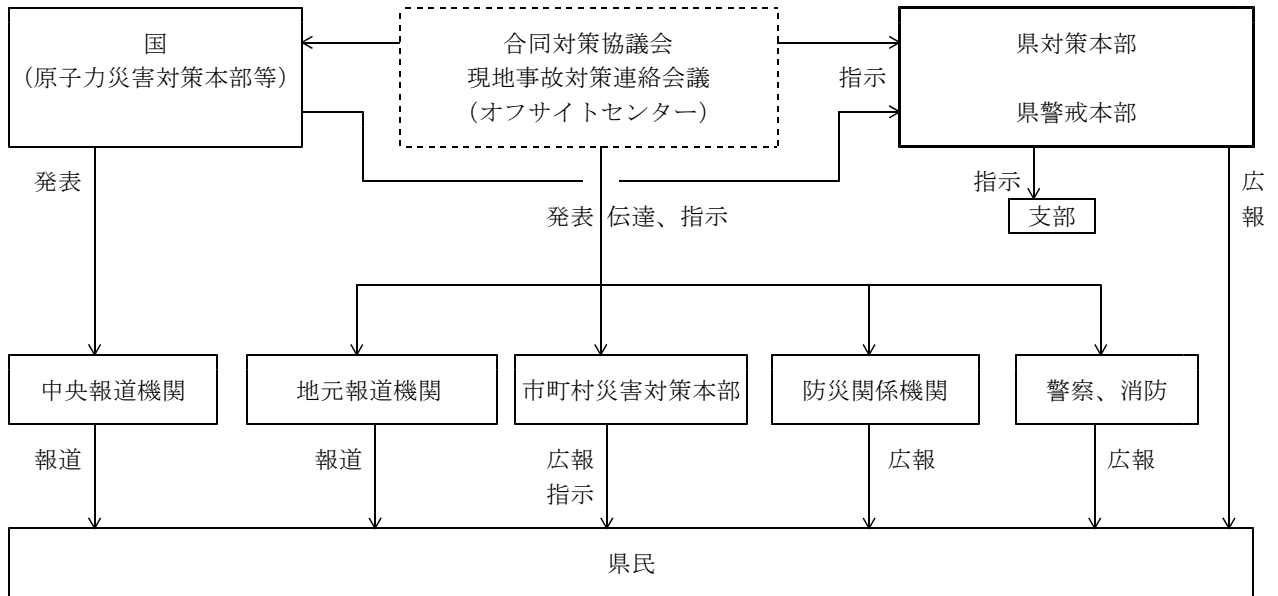 国
(原子力災害対策本部等)
合同対策協議会
現地事故対策連絡会議
(オフサイトセンター)
県対策本部
県警戒本部
指示
発表
発表
伝達、指示
指示
支部
広
報
中央報道機関
地元報道機関
市町村災害対策本部
防災関係機関
警察、消防
報道
報道
広報
指示
広報
広報
県民